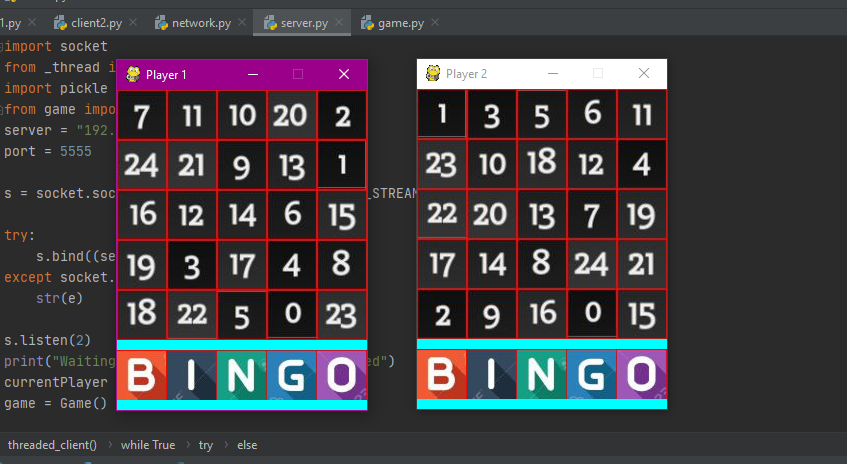 1.py client2.py network.py server.py game.py
import socket
from _thread i
import pickle
from game impo
server = "192.
port = 5555
s = socket.soc
_STREAM
try:
s.bind((se
except socket.
str(e)
s.listen(2)
print("Waiting
ed")
currentPlayer
game = Game()
Player 1
7 11 10 20 2
24 21 9 13 1
16 12 14 6 15
19 3 17 4 8
18 22 5 0 23
B I N G O
Player 2
1 3 5 6 11
23 10 18 12 4
22 20 13 7 19
17 14 8 24 21
2 9 16 0 15
B I N G O
threaded_client() › while True › try › else